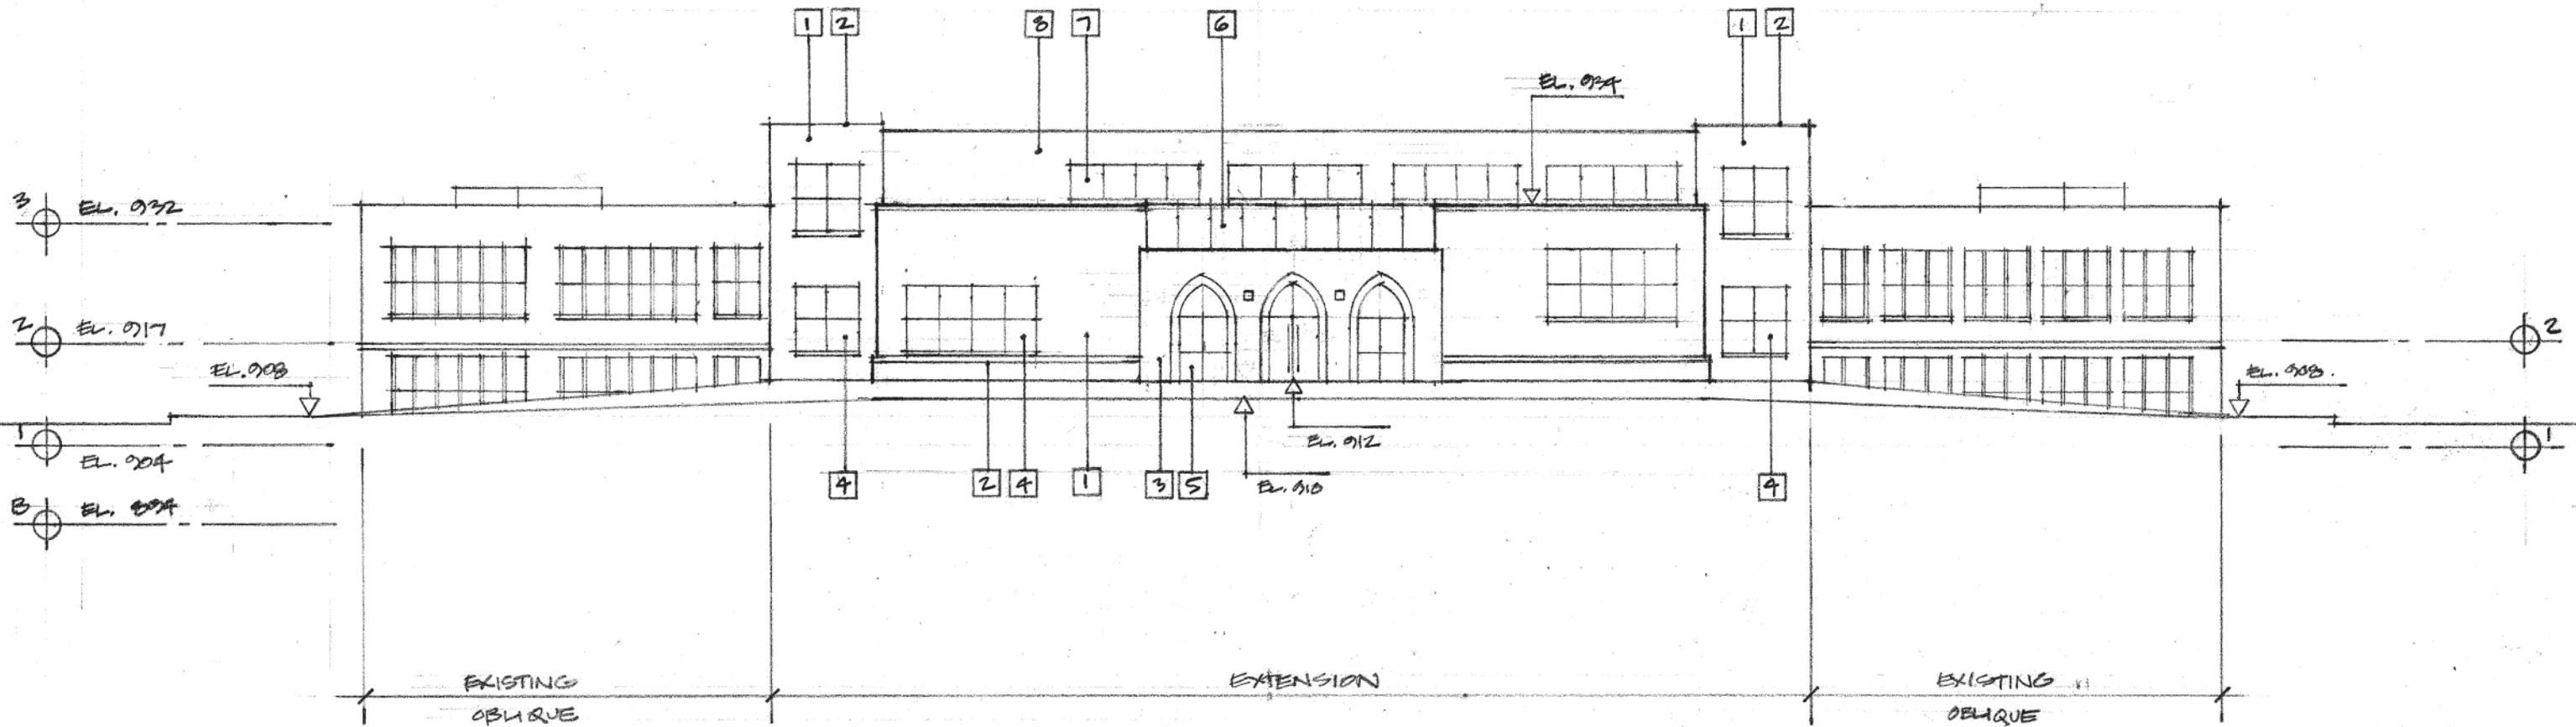 1 2 8 7 6 1 2
EL. 934
3 EL. 932
2 EL. 917 2
EL. 908 EL. 908.
1 EL. 904 1
EL. 912
4 2 4 1 3 5 EL. 910 4
B EL. 894
EXISTING EXTENSION EXISTING
OBLIQUE OBLIQUE